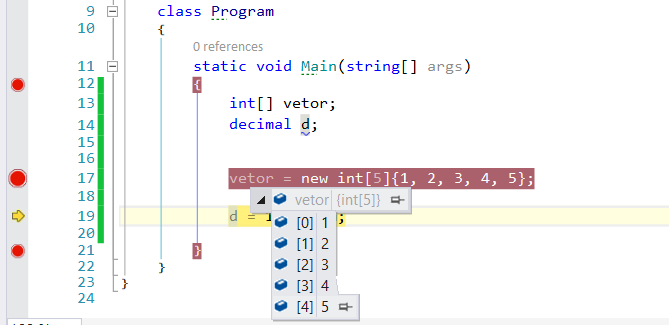 9 class Program
10 {
0 references
11 static void Main(string[] args)
12 {
13 int[] vetor;
14 decimal d;
15
16
17 vetor = new int[5]{1, 2, 3, 4, 5};
18 vetor {int[5]}
19 d = ;
[0] 1
20 [1] 2
21 } [2] 3
22 } [3] 4
23 }
24 [4] 5